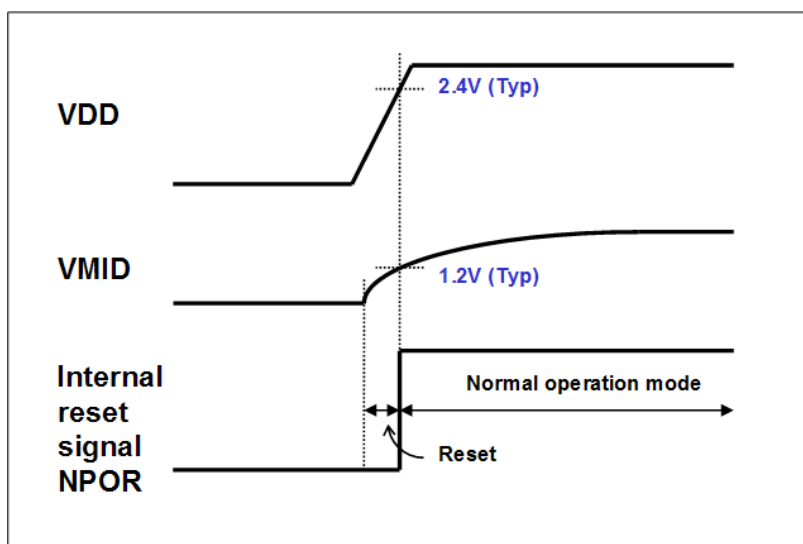 2.4V (Typ)
VDD
VMID
1.2V (Typ)
Internal
reset
signal
NPOR
Normal operation mode
Reset